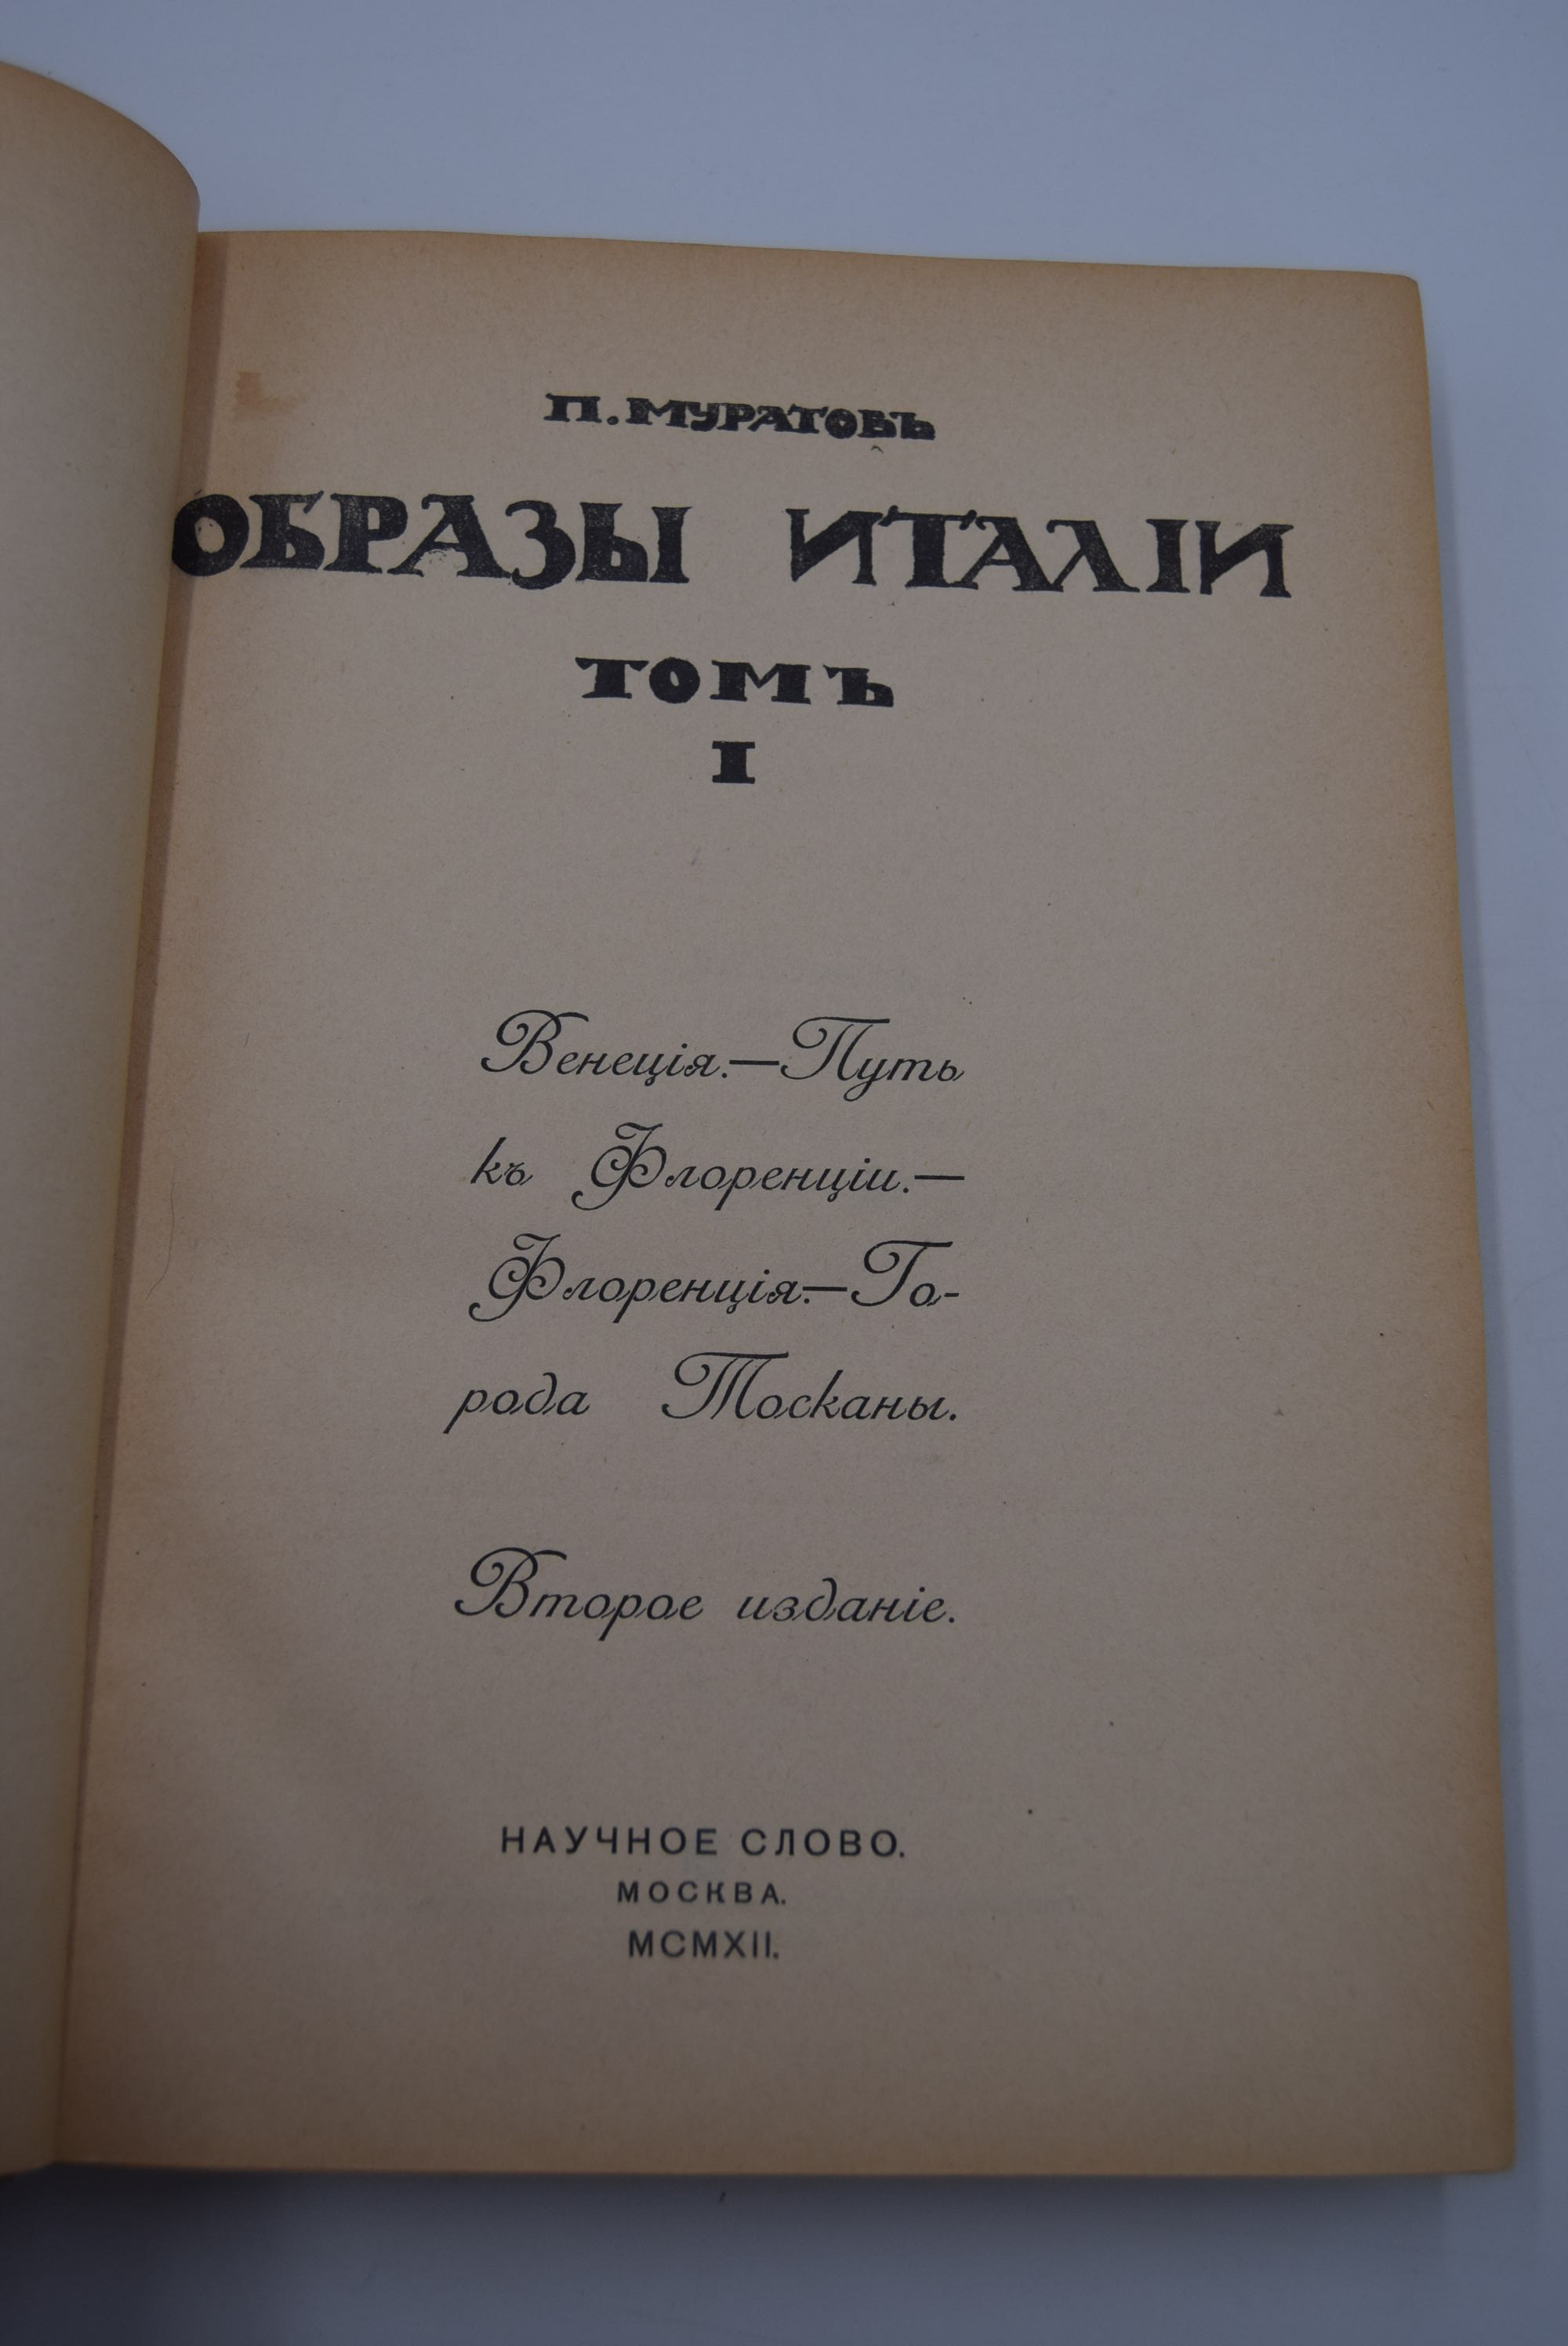 П. МУРАТОВЪ
ОБРАЗЫ ИТАЛІИ
ТОМЪ
I
Венеція.—Путь
къ Флоренціи.—
Флоренція.—Го-
рода Тосканы.
Второе изданіе.
НАУЧНОЕ СЛОВО.
МОСКВА.
MCMXII.